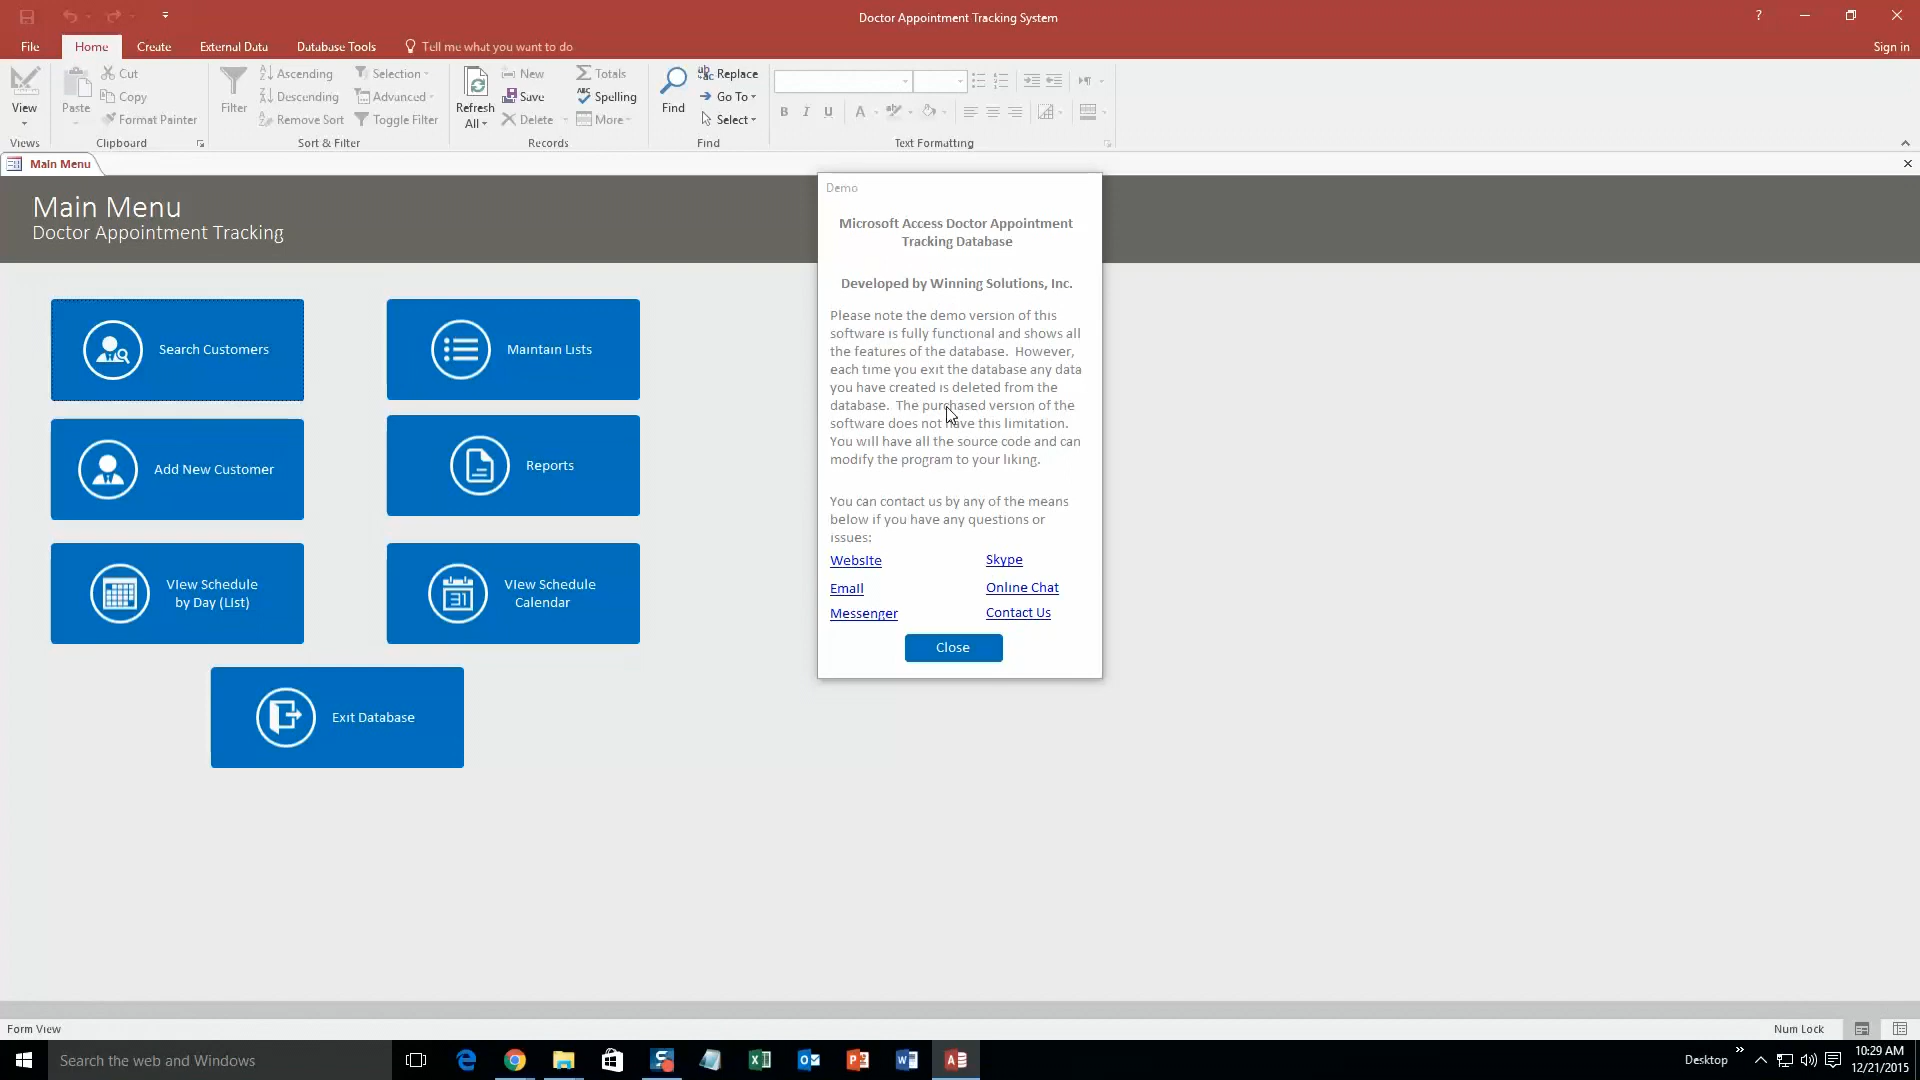 Doctor Appointment Tracking System
?
File Home Create External Data Database Tools Tell me what you want to do Sign in
View
Views
Paste
Cut
Copy
Format Painter
Clipboard
Filter
Ascending
Descending
Remove Sort
Selection
Advanced
Toggle Filter
Sort & Filter
Refresh
All
New
Save
Delete
Totals
Spelling
More
Records
Find
Replace
Go To
Select
Find
B I U A
Text Formatting
Main Menu
Main Menu
Doctor Appointment Tracking
Search Customers
Maintain Lists
Add New Customer
Reports
View Schedule
by Day (List)
View Schedule
Calendar
31
Exit Database
Demo
Microsoft Access Doctor Appointment
Tracking Database
Developed by Winning Solutions, Inc.
Please note the demo version of this
software is fully functional and shows all
the features of the database. However,
each time you exit the database any data
you have created is deleted from the
database. The purchased version of the
software does not have this limitation.
You will have all the source code and can
modify the program to your liking.
You can contact us by any of the means
below if you have any questions or
issues:
Website Skype
Email Online Chat
Messenger Contact Us
Close
Form View
Num Lock
Search the web and Windows
Desktop
10:29 AM
12/21/2015